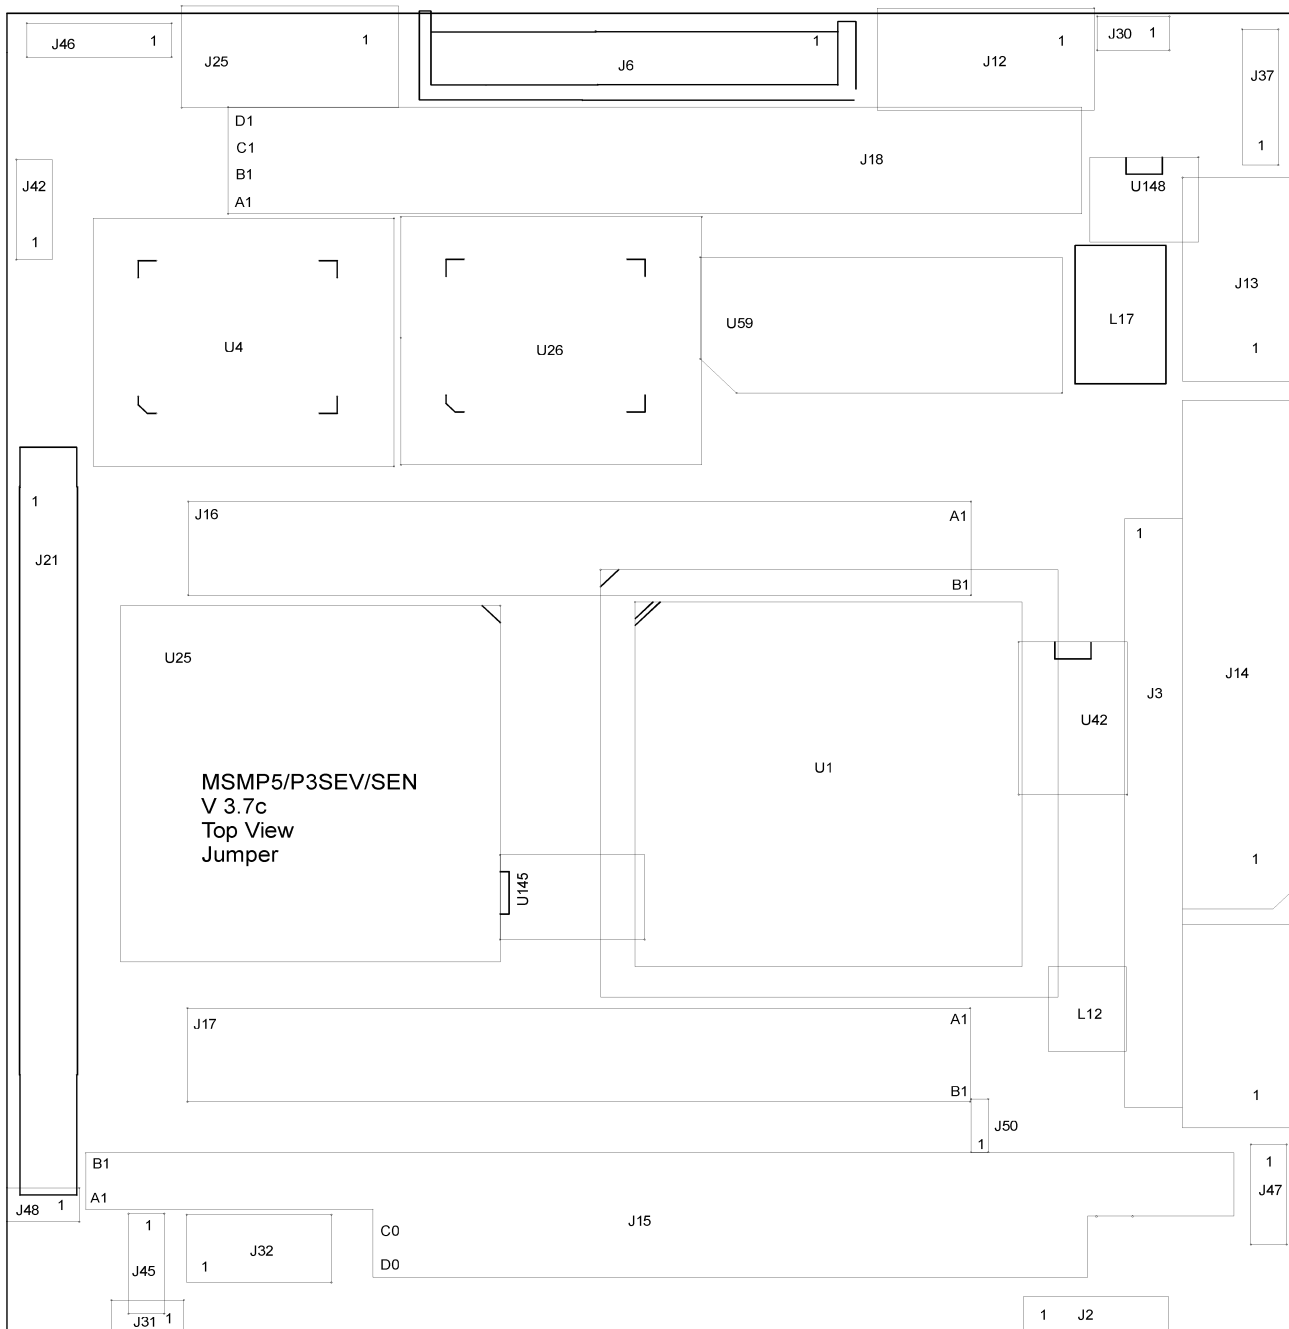 J46 1
J25 1
J6 1
J12 1
J30 1
J37
1
D1
C1
B1
A1
J18
J42
1
U148
J13
1
U4
U26
U59
L17
1
J21
J16
A1
B1
1
J3
J14
1
U25
U1
U42
MSMP5/P3SEV/SEN
V 3.7c
Top View
Jumper
U145
L12
J17
A1
B1
1
J50
1
1
J47
B1
A1
J48 1
J15
C0
D0
1
J45
J32
1
J31 1
1 J2